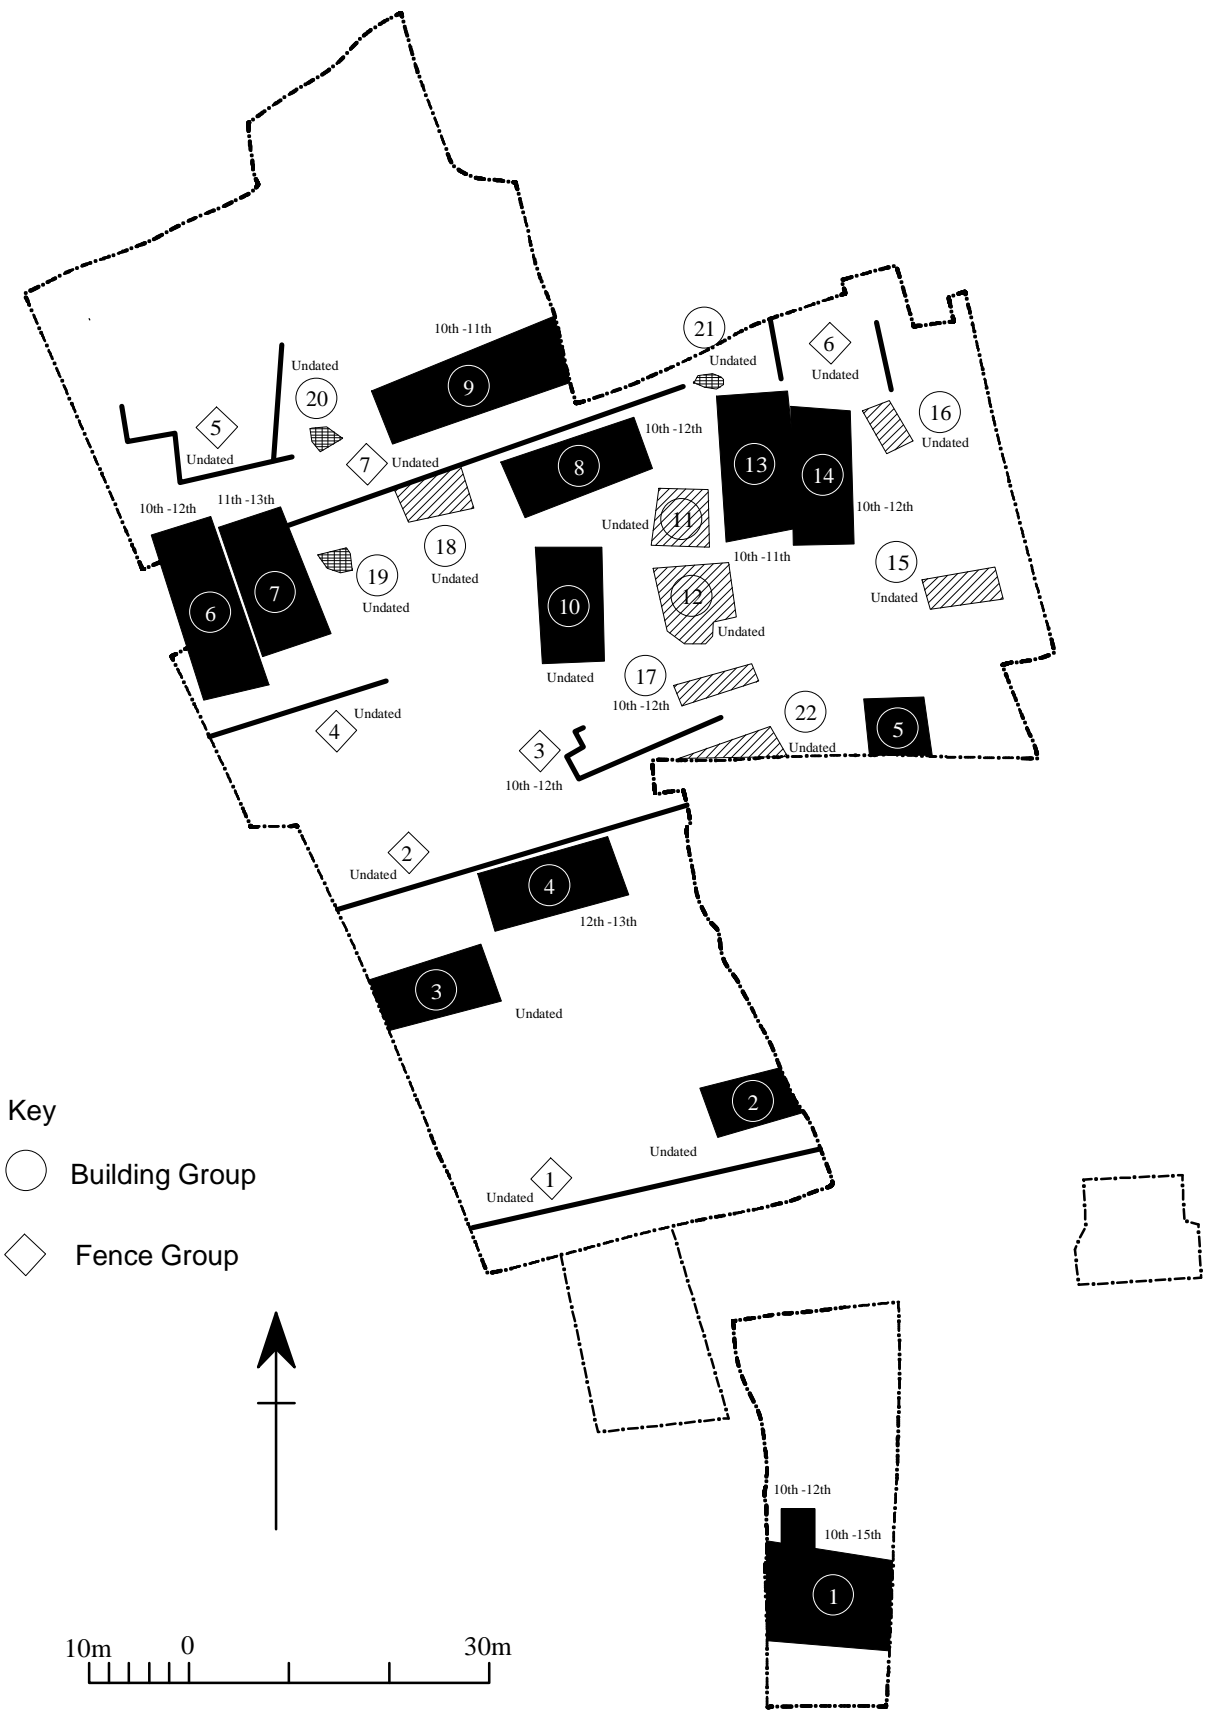 21
6
10th -11th
Undated
Undated
Undated
9
20
16
5
7
Undated
10th -12th
Undated
Undated
8
13
14
11th -13th
10th -12th
10th -12th
11
Undated
18
10th -11th
15
19
Undated
Undated
Undated
7
6
10
12
Undated
Undated
17
10th -12th
4
Undated
22
Undated
5
3
10th -12th
2
Undated
4
12th -13th
3
Undated
2
Undated
1
Undated
Key
Building Group
Fence Group
10th -12th
10th -15th
1
10m
0
30m